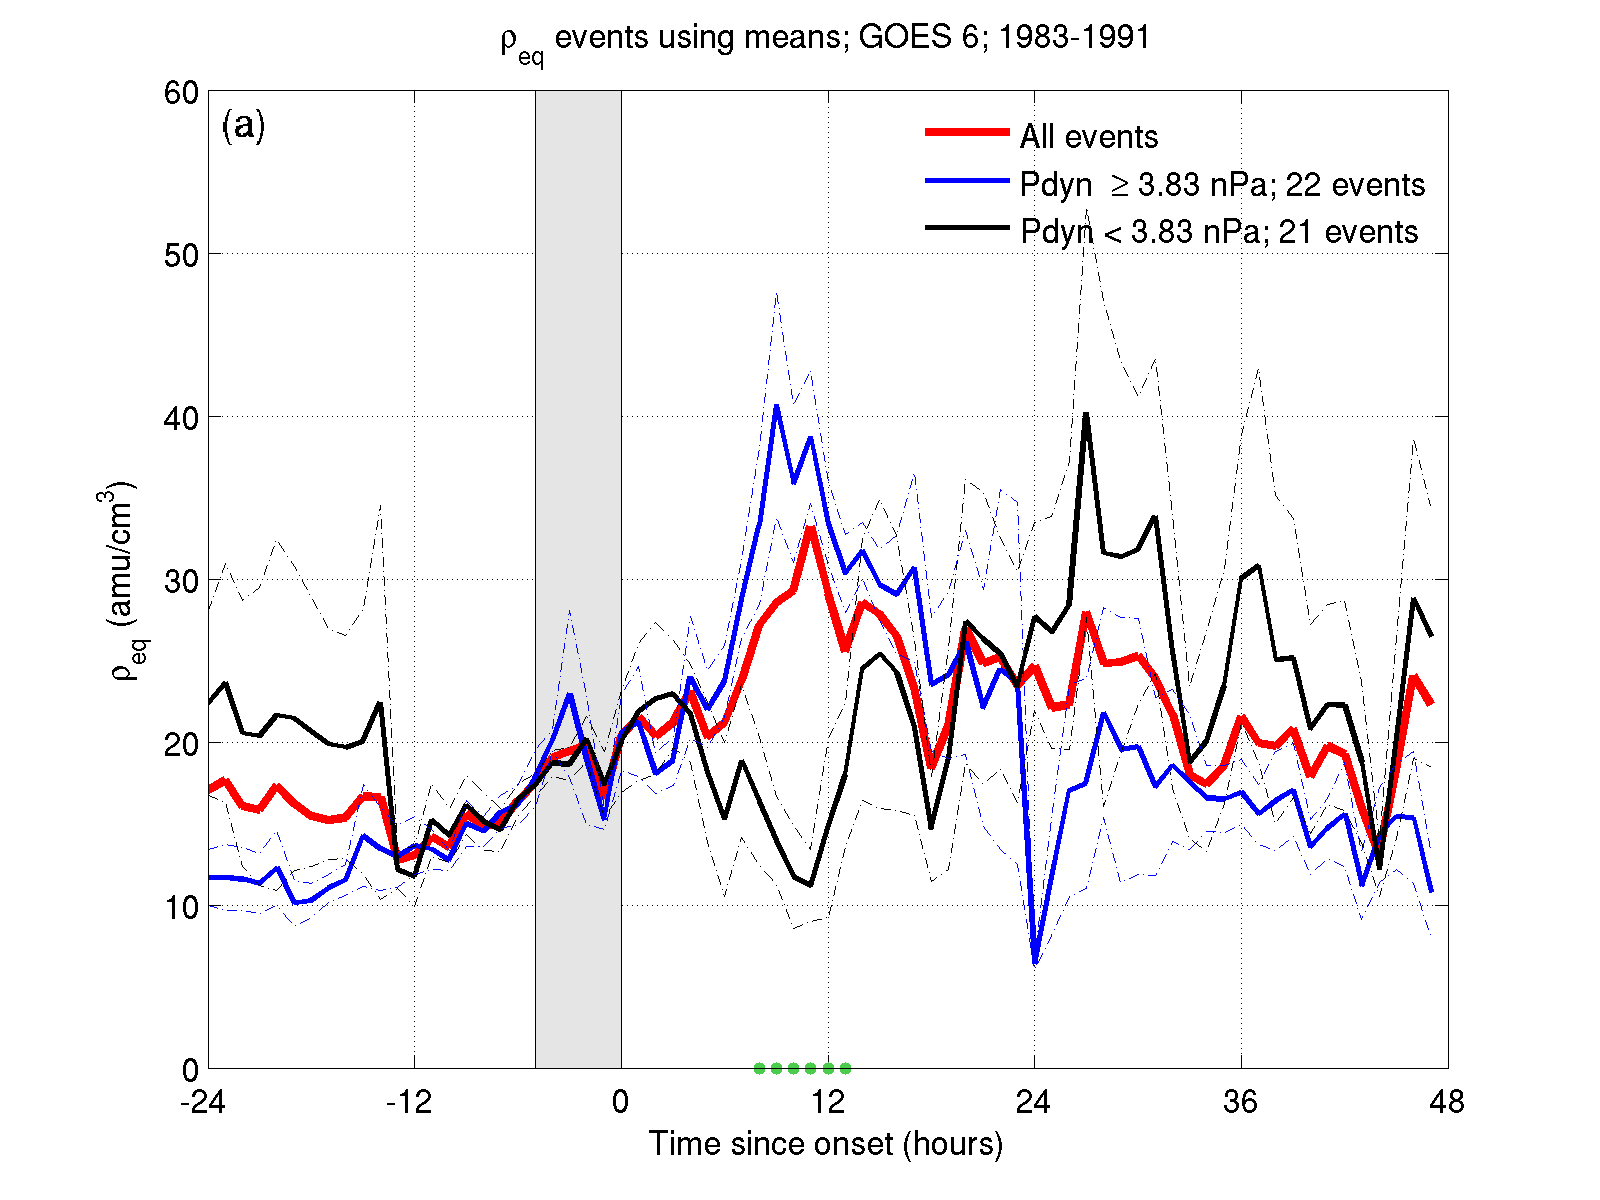 ρeq events using means; GOES 6; 1983-1991
(a)
All events
Pdyn ≥ 3.83 nPa; 22 events
Pdyn < 3.83 nPa; 21 events
60
50
40
30
20
10
0
ρeq (amu/cm³)
-24 -12 0 12 24 36 48
Time since onset (hours)